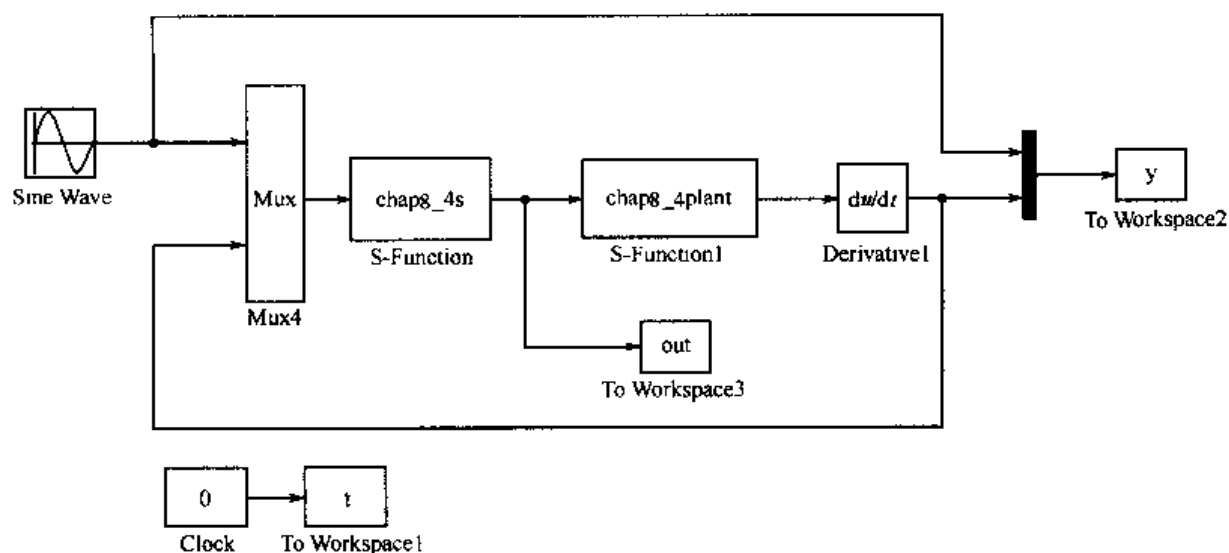 Sine Wave
Mux
Mux4
chap8_4s
S-Function
chap8_4plant
S-Function1
du/dt
Derivative1
y
To Workspace2
out
To Workspace3
0
Clock
t
To Workspace1